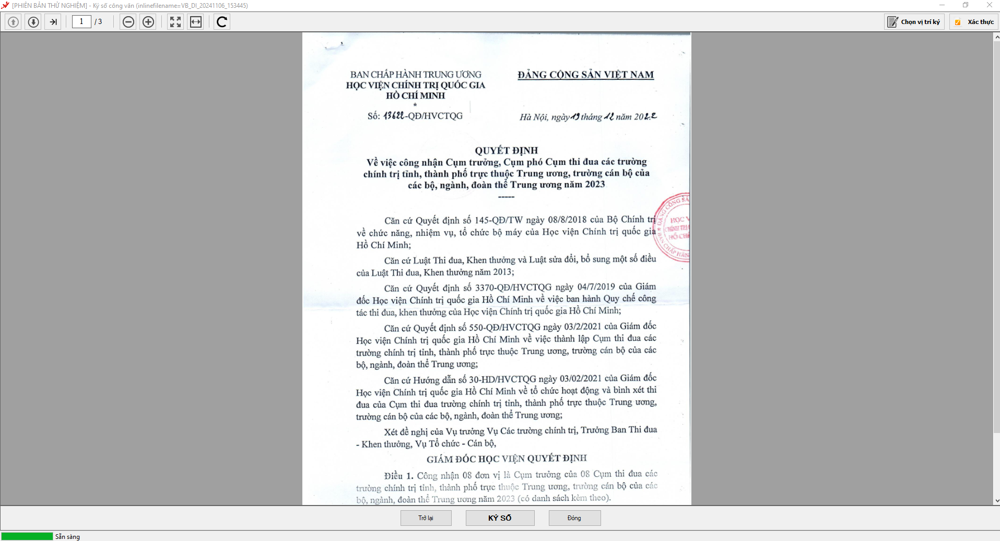 [PHIÊN BẢN THỬ NGHIỆM] - Ký số công văn (inlinefilename=VB_DI_20241106_153445)
1 / 3
Chọn vị trí ký
Xác thực
BAN CHẤP HÀNH TRUNG ƯƠNG
HỌC VIỆN CHÍNH TRỊ QUỐC GIA
HỒ CHÍ MINH
*
Số: 13622-QĐ/HVCTQG
ĐẢNG CỘNG SẢN VIỆT NAM
Hà Nội, ngày 19 tháng 12 năm 2022
QUYẾT ĐỊNH
Về việc công nhận Cụm trưởng, Cụm phó Cụm thi đua các trường
chính trị tỉnh, thành phố trực thuộc Trung ương, trường cán bộ của
các bộ, ngành, đoàn thể Trung ương năm 2023
-----
Căn cứ Quyết định số 145-QĐ/TW ngày 08/8/2018 của Bộ Chính trị
về chức năng, nhiệm vụ, tổ chức bộ máy của Học viện Chính trị quốc gia
Hồ Chí Minh;
Căn cứ Luật Thi đua, Khen thưởng và Luật sửa đổi, bổ sung một số điều
của Luật Thi đua, Khen thưởng năm 2013;
Căn cứ Quyết định số 3370-QĐ/HVCTQG ngày 04/7/2019 của Giám
đốc Học viện Chính trị quốc gia Hồ Chí Minh về việc ban hành Quy chế công
tác thi đua, khen thưởng của Học viện Chính trị quốc gia Hồ Chí Minh;
Căn cứ Quyết định số 550-QĐ/HVCTQG ngày 03/2/2021 của Giám đốc
Học viện Chính trị quốc gia Hồ Chí Minh về việc thành lập Cụm thi đua các
trường chính trị tỉnh, thành phố trực thuộc Trung ương, trường cán bộ của các
bộ, ngành, đoàn thể Trung ương;
Căn cứ Hướng dẫn số 30-HD/HVCTQG ngày 03/02/2021 của Giám đốc
Học viện Chính trị quốc gia Hồ Chí Minh về tổ chức hoạt động và bình xét thi
đua của Cụm thi đua trường chính trị tỉnh, thành phố trực thuộc Trung ương,
trường cán bộ của các bộ, ngành, đoàn thể Trung ương;
Xét đề nghị của Vụ trưởng Vụ Các trường chính trị, Trưởng Ban Thi đua
- Khen thưởng, Vụ Tổ chức - Cán bộ,
GIÁM ĐỐC HỌC VIỆN QUYẾT ĐỊNH
Điều 1. Công nhận 08 đơn vị là Cụm trưởng của 08 Cụm thi đua các
trường chính trị tỉnh, thành phố trực thuộc Trung ương, trường cán bộ của các
bộ, ngành, đoàn thể Trung ương năm 2023 (có danh sách kèm theo).
ĐẢNG CỘNG SẢ
HỌC V
CHÍNH TRỊ
HỒ CHÍ
BAN CHẤP HÀN
Trở lại
KÝ SỐ
Đóng
Sẵn sàng